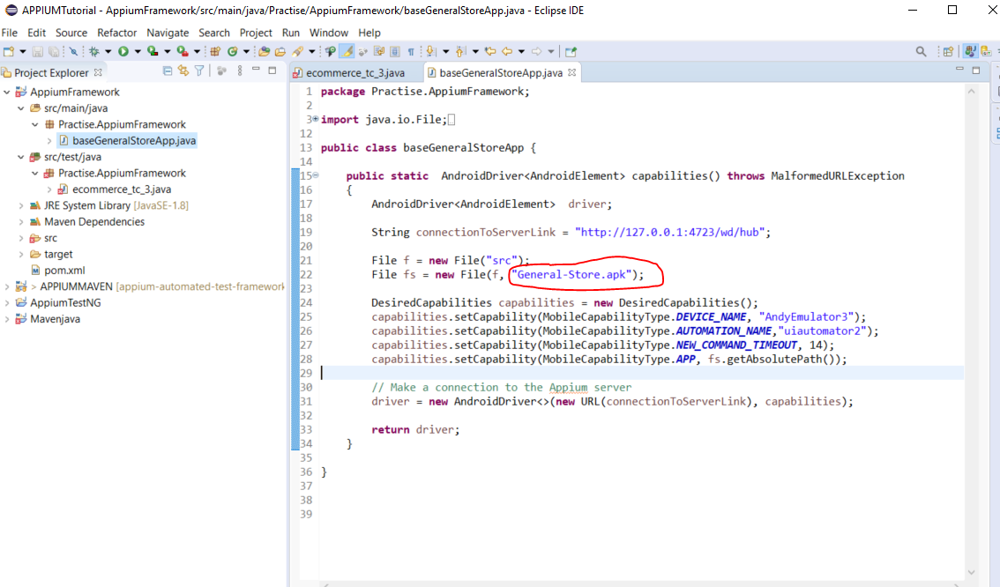 APPIUMTutorial - AppiumFramework/src/main/java/Practise/AppiumFramework/baseGeneralStoreApp.java - Eclipse IDE
File Edit Source Refactor Navigate Search Project Run Window Help
Project Explorer
AppiumFramework
src/main/java
Practise.AppiumFramework
baseGeneralStoreApp.java
src/test/java
Practise.AppiumFramework
ecommerce_tc_3.java
JRE System Library [JavaSE-1.8]
Maven Dependencies
src
target
pom.xml
> APPIUMMAVEN [appium-automated-test-framework
AppiumTestNG
Mavenjava
ecommerce_tc_3.java baseGeneralStoreApp.java
1 package Practise.AppiumFramework;
2
3 import java.io.File;
12
13 public class baseGeneralStoreApp {
14
15 public static  AndroidDriver<AndroidElement> capabilities() throws MalformedURLException
16 {
17 AndroidDriver<AndroidElement>  driver;
18
19 String connectionToServerLink = "http://127.0.0.1:4723/wd/hub";
20
21 File f = new File("src");
22 File fs = new File(f, "General-Store.apk");
23
24 DesiredCapabilities capabilities = new DesiredCapabilities();
25 capabilities.setCapability(MobileCapabilityType.DEVICE_NAME, "AndyEmulator3");
26 capabilities.setCapability(MobileCapabilityType.AUTOMATION_NAME,"uiautomator2");
27 capabilities.setCapability(MobileCapabilityType.NEW_COMMAND_TIMEOUT, 14);
28 capabilities.setCapability(MobileCapabilityType.APP, fs.getAbsolutePath());
29
30 // Make a connection to the Appium server
31 driver = new AndroidDriver<>(new URL(connectionToServerLink), capabilities);
32
33 return driver;
34 }
35
36 }
37
38
39